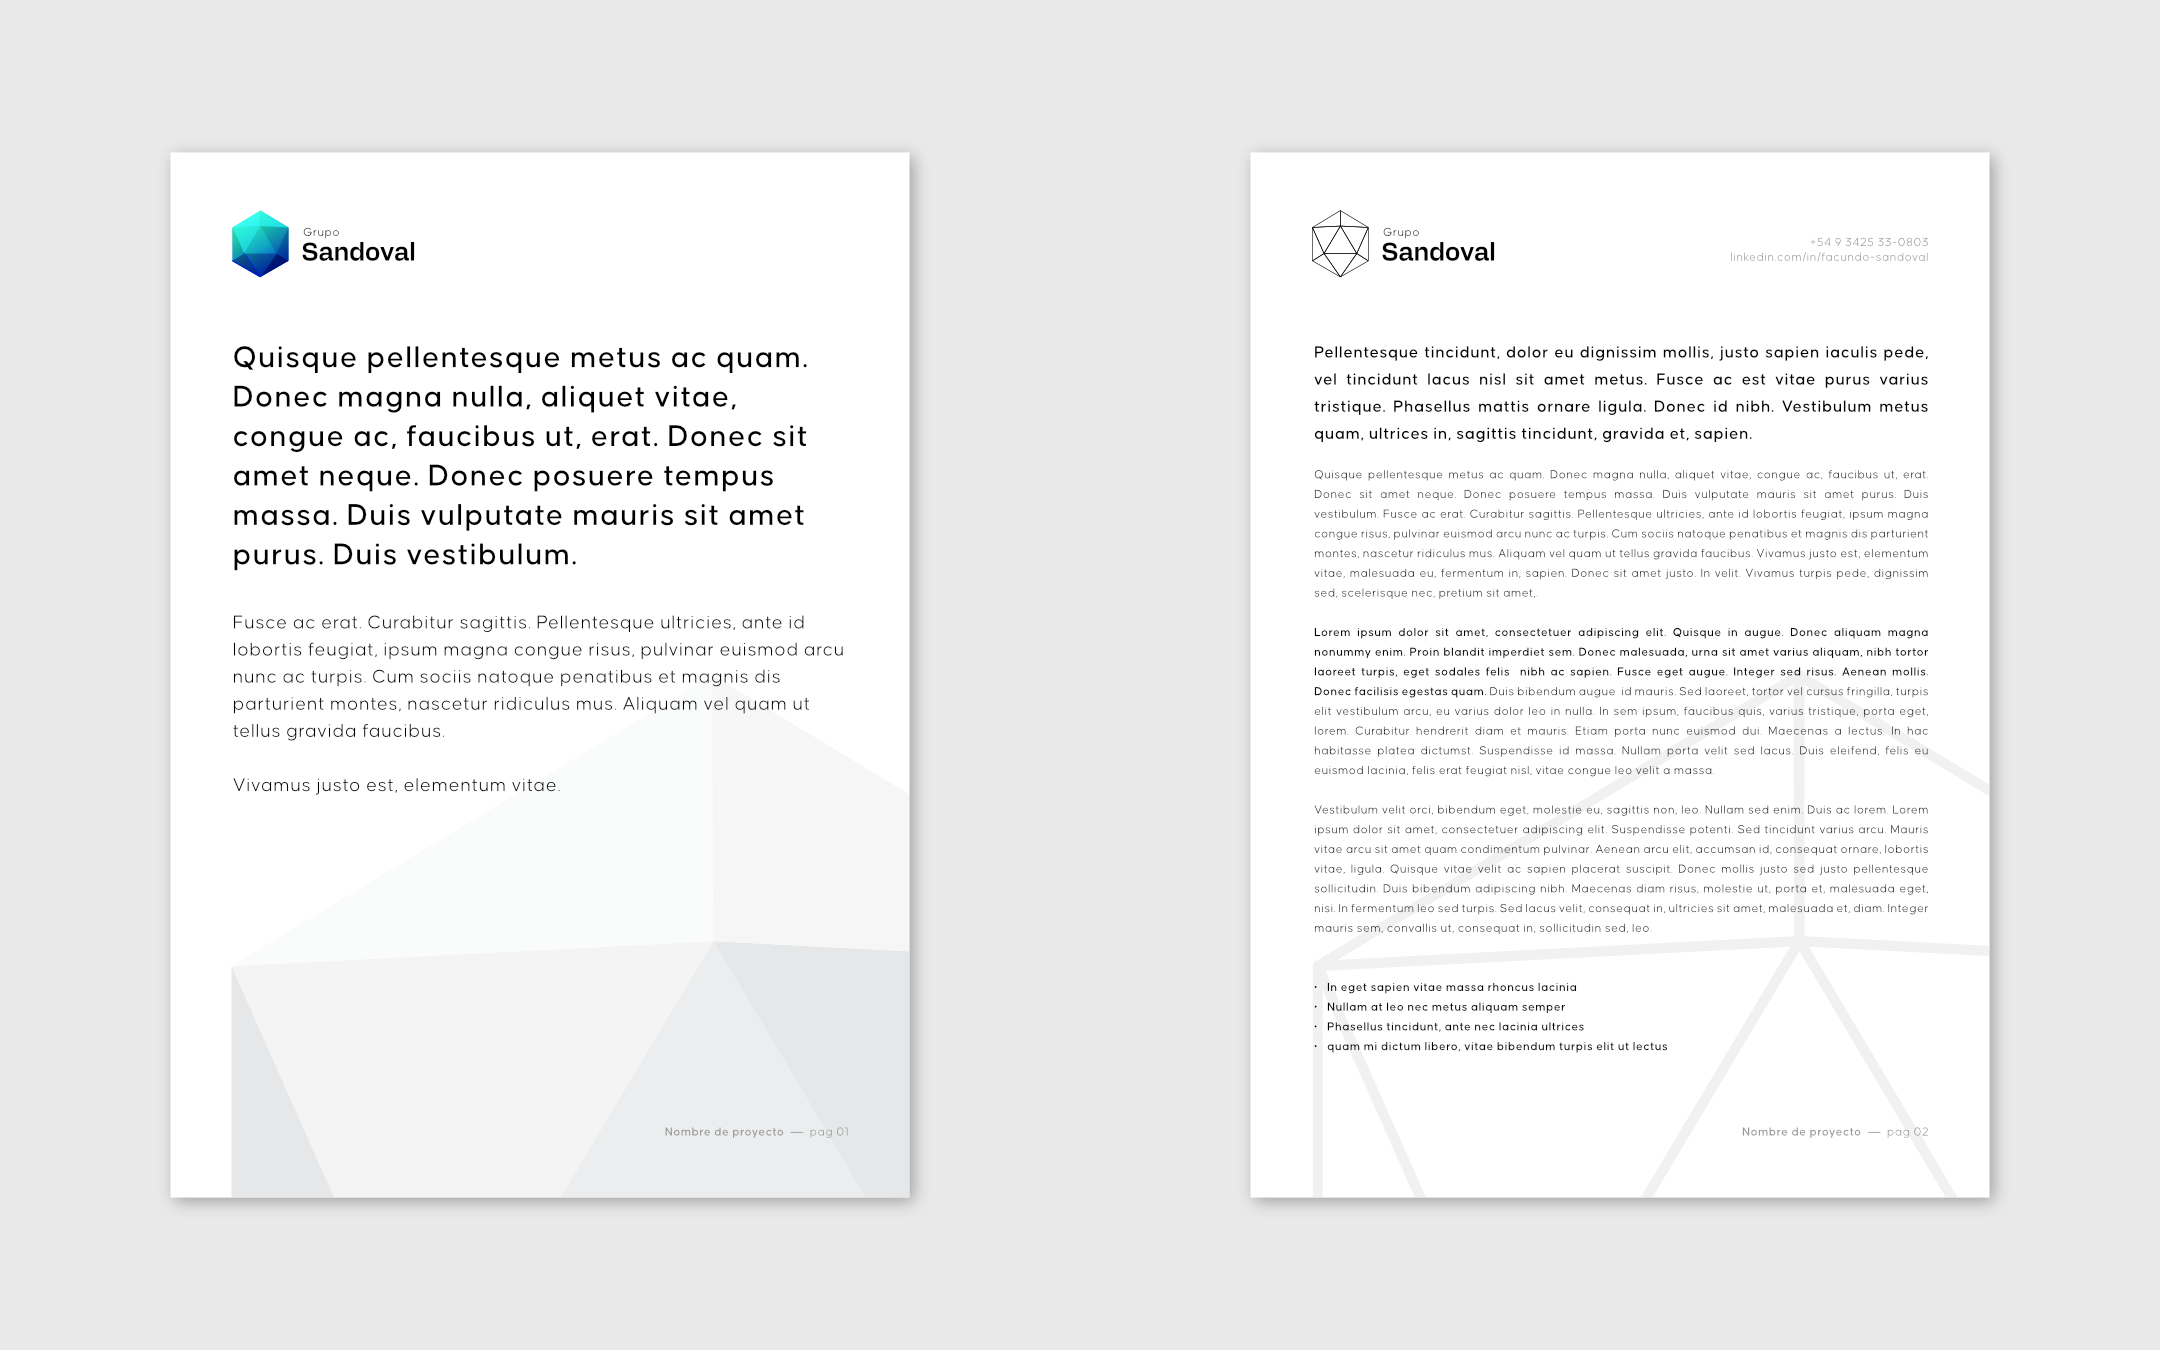 Grupo
Sandoval
Quisque pellentesque metus ac quam.
Donec magna nulla, aliquet vitae,
congue ac, faucibus ut, erat. Donec sit
amet neque. Donec posuere tempus
massa. Duis vulputate mauris sit amet
purus. Duis vestibulum.
Fusce ac erat. Curabitur sagittis. Pellentesque ultricies, ante id
lobortis feugiat, ipsum magna congue risus, pulvinar euismod arcu
nunc ac turpis. Cum sociis natoque penatibus et magnis dis
parturient montes, nascetur ridiculus mus. Aliquam vel quam ut
tellus gravida faucibus.
Vivamus justo est, elementum vitae.
Nombre de proyecto — pag 01
Grupo
Sandoval
+54 9 3425 33-0803
linkedin.com/in/facundo-sandoval
Pellentesque tincidunt, dolor eu dignissim mollis, justo sapien iaculis pede,
vel tincidunt lacus nisl sit amet metus. Fusce ac est vitae purus varius
tristique. Phasellus mattis ornare ligula. Donec id nibh. Vestibulum metus
quam, ultrices in, sagittis tincidunt, gravida et, sapien.
Quisque pellentesque metus ac quam. Donec magna nulla, aliquet vitae, congue ac, faucibus ut, erat.
Donec sit amet neque. Donec posuere tempus massa. Duis vulputate mauris sit amet purus. Duis
vestibulum. Fusce ac erat. Curabitur sagittis. Pellentesque ultricies, ante id lobortis feugiat, ipsum magna
congue risus, pulvinar euismod arcu nunc ac turpis. Cum sociis natoque penatibus et magnis dis parturient
montes, nascetur ridiculus mus. Aliquam vel quam ut tellus gravida faucibus. Vivamus justo est, elementum
vitae, malesuada eu, fermentum in, sapien. Donec sit amet justo. In velit. Vivamus turpis pede, dignissim
sed, scelerisque nec, pretium sit amet,.
Lorem ipsum dolor sit amet, consectetuer adipiscing elit. Quisque in augue. Donec aliquam magna
nonummy enim. Proin blandit imperdiet sem. Donec malesuada, urna sit amet varius aliquam, nibh tortor
laoreet turpis, eget sodales felis nibh ac sapien. Fusce eget augue. Integer sed risus. Aenean mollis.
Donec facilisis egestas quam. Duis bibendum augue id mauris. Sed laoreet, tortor vel cursus fringilla, turpis
elit vestibulum arcu, eu varius dolor leo in nulla. In sem ipsum, faucibus quis, varius tristique, porta eget,
lorem. Curabitur hendrerit diam et mauris. Etiam porta nunc euismod dui. Maecenas a lectus. In hac
habitasse platea dictumst. Suspendisse id massa. Nullam porta velit sed lacus. Duis eleifend, felis eu
euismod lacinia, felis erat feugiat nisl, vitae congue leo velit a massa.
Vestibulum velit orci, bibendum eget, molestie eu, sagittis non, leo. Nullam sed enim. Duis ac lorem. Lorem
ipsum dolor sit amet, consectetuer adipiscing elit. Suspendisse potenti. Sed tincidunt varius arcu. Mauris
vitae arcu sit amet quam condimentum pulvinar. Aenean arcu elit, accumsan id, consequat ornare, lobortis
vitae, ligula. Quisque vitae velit ac sapien placerat suscipit. Donec mollis justo sed justo pellentesque
sollicitudin. Duis bibendum adipiscing nibh. Maecenas diam risus, molestie ut, porta et, malesuada eget,
nisi. In fermentum leo sed turpis. Sed lacus velit, consequat in, ultricies sit amet, malesuada et, diam. Integer
mauris sem, convallis ut, consequat in, sollicitudin sed, leo.
• In eget sapien vitae massa rhoncus lacinia
• Nullam at leo nec metus aliquam semper
• Phasellus tincidunt, ante nec lacinia ultrices
• quam mi dictum libero, vitae bibendum turpis elit ut lectus
Nombre de proyecto — pag 02